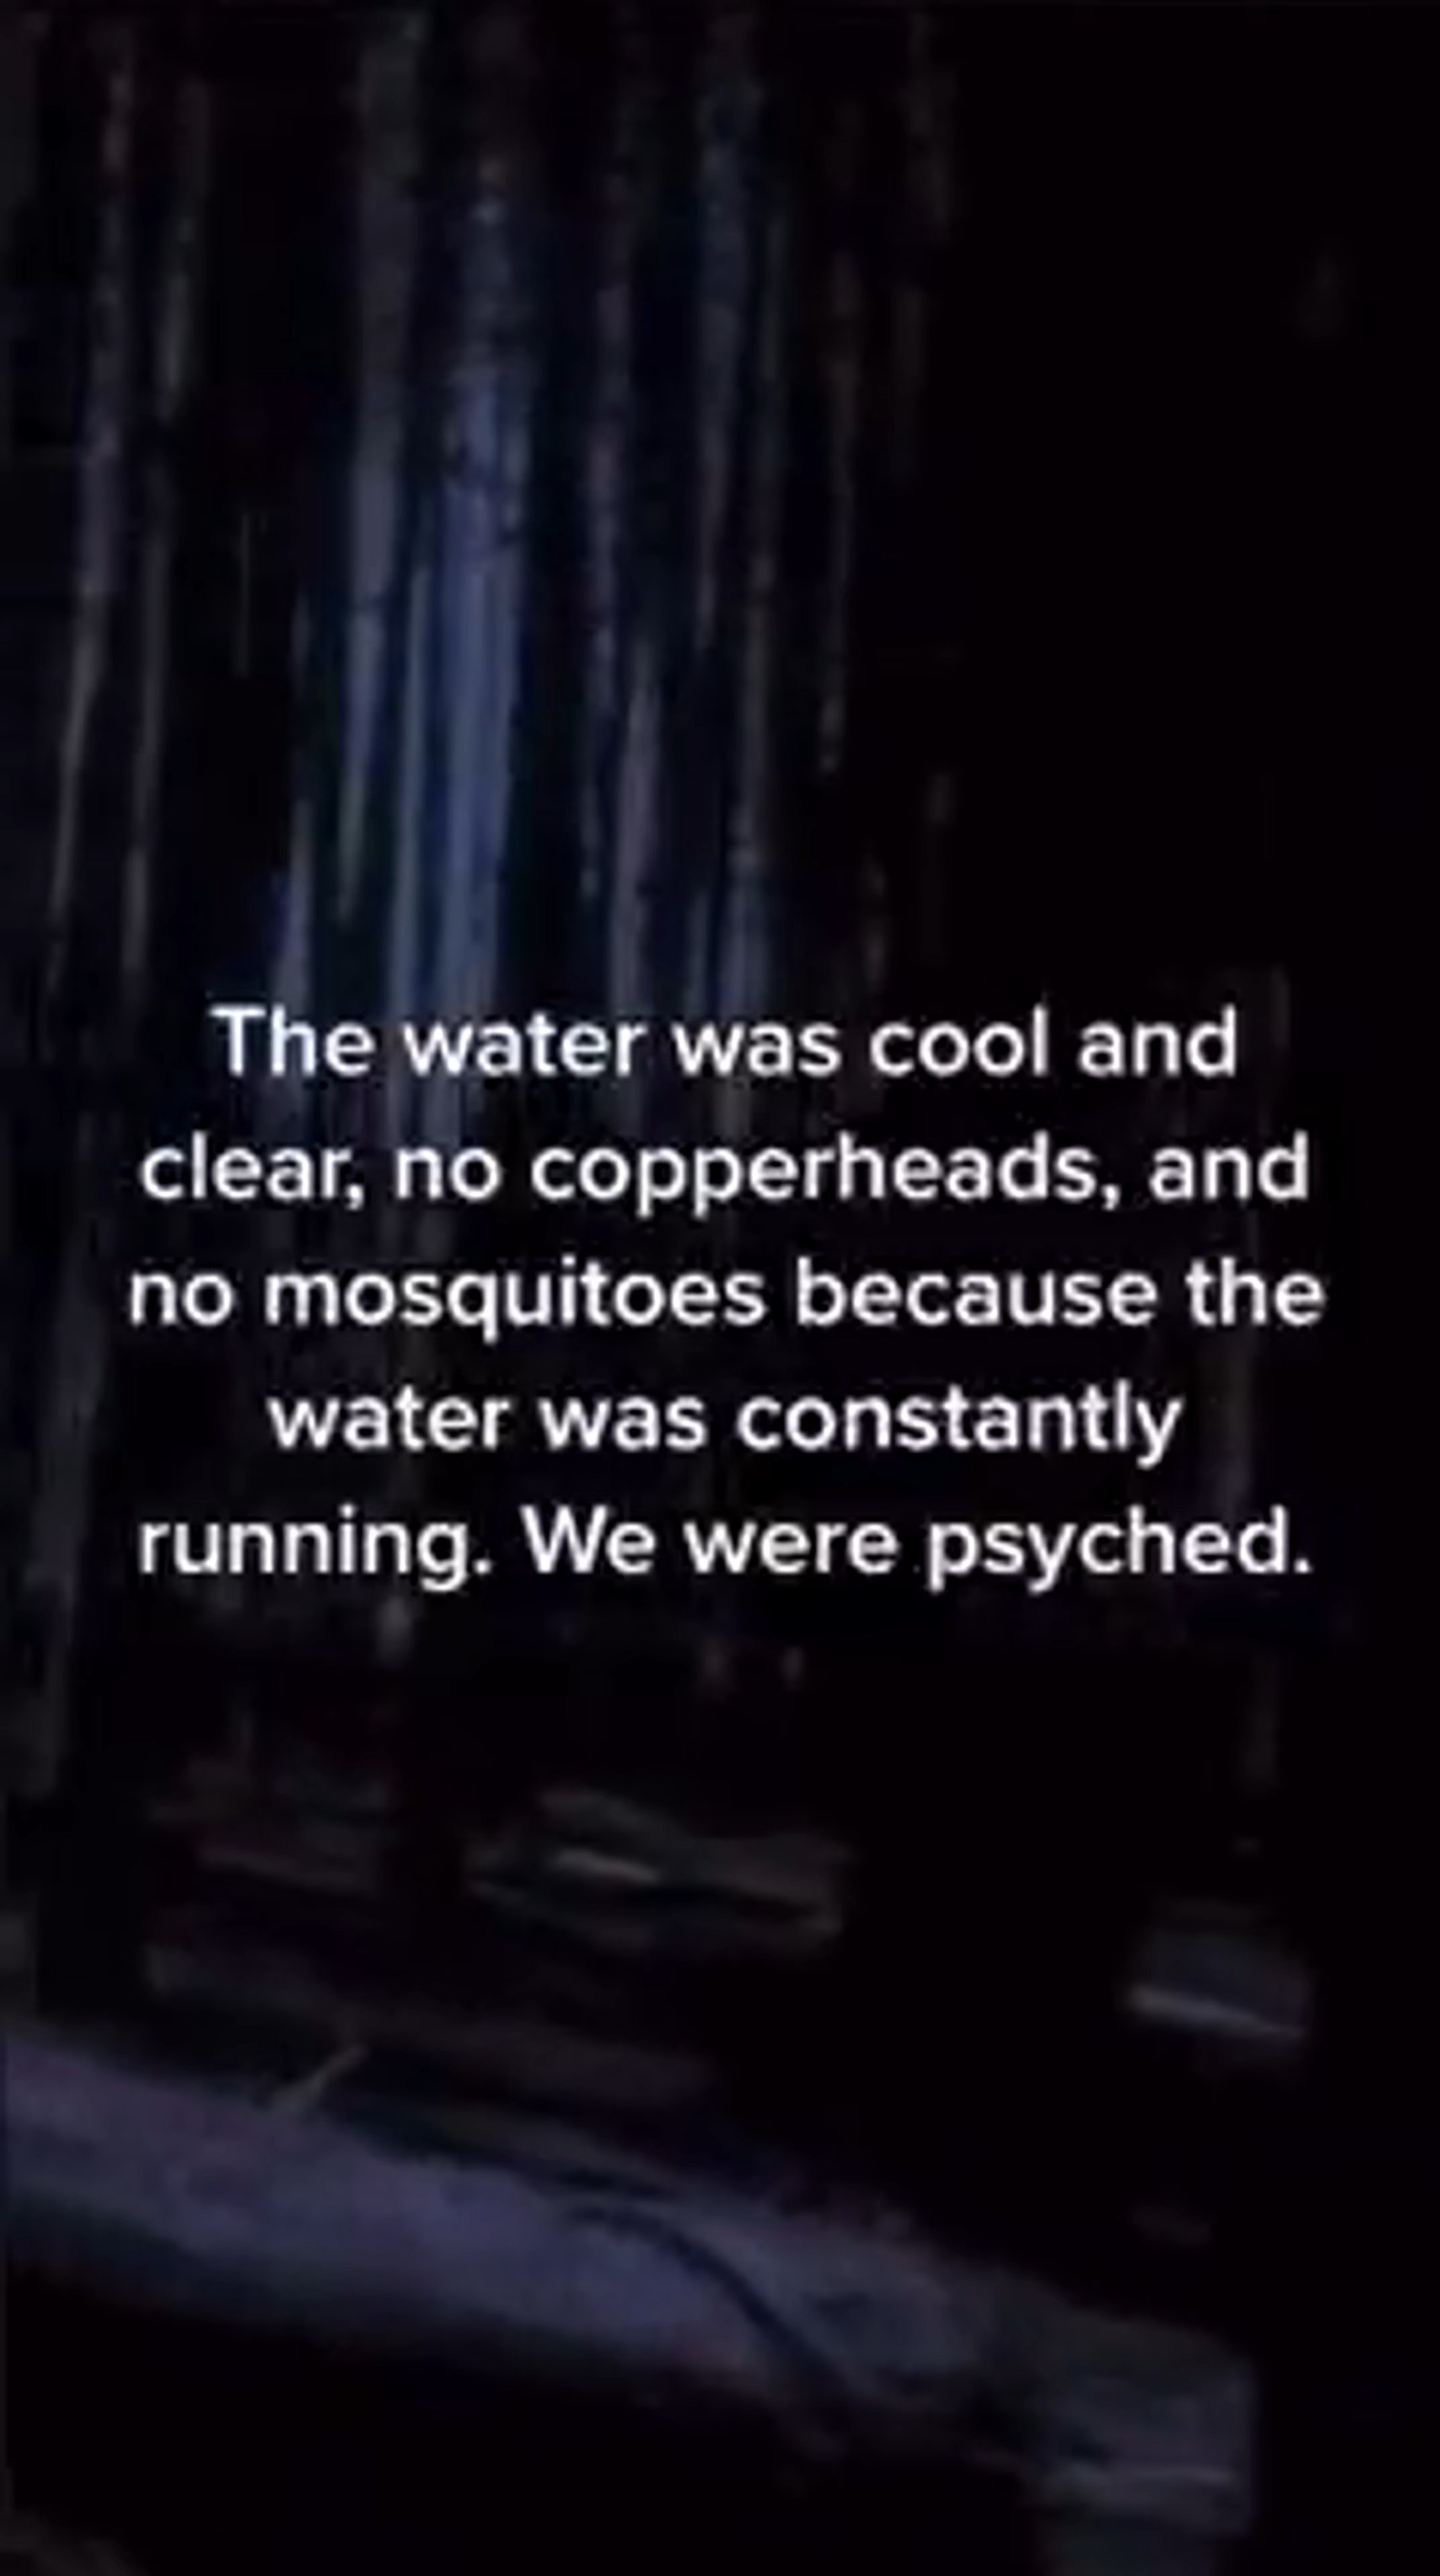 The water was cool and
clear, no copperheads, and
no mosquitoes because the
water was constantly
running. We were psyched.